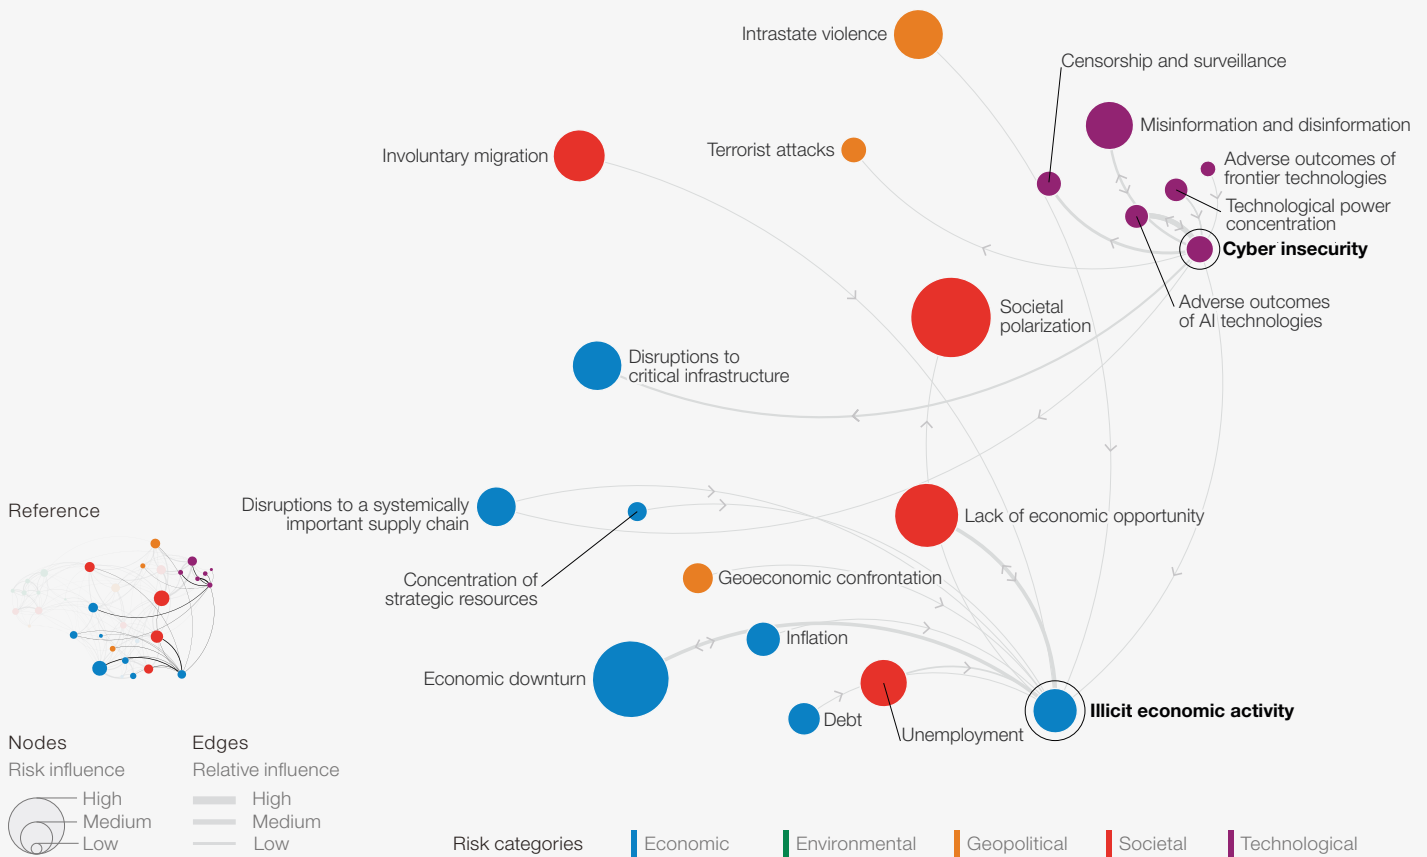 Intrastate violence
Censorship and surveillance
Misinformation and disinformation
Involuntary migration
Terrorist attacks
Adverse outcomes of
frontier technologies
Technological power
concentration
Cyber insecurity
Adverse outcomes
of AI technologies
Societal
polarization
Disruptions to
critical infrastructure
Disruptions to a systemically
important supply chain
Lack of economic opportunity
Concentration of
strategic resources
Geoeconomic confrontation
Inflation
Economic downturn
Debt
Unemployment
Illicit economic activity
Reference
Nodes
Risk influence
High
Medium
Low
Edges
Relative influence
High
Medium
Low
Risk categories
Economic
Environmental
Geopolitical
Societal
Technological